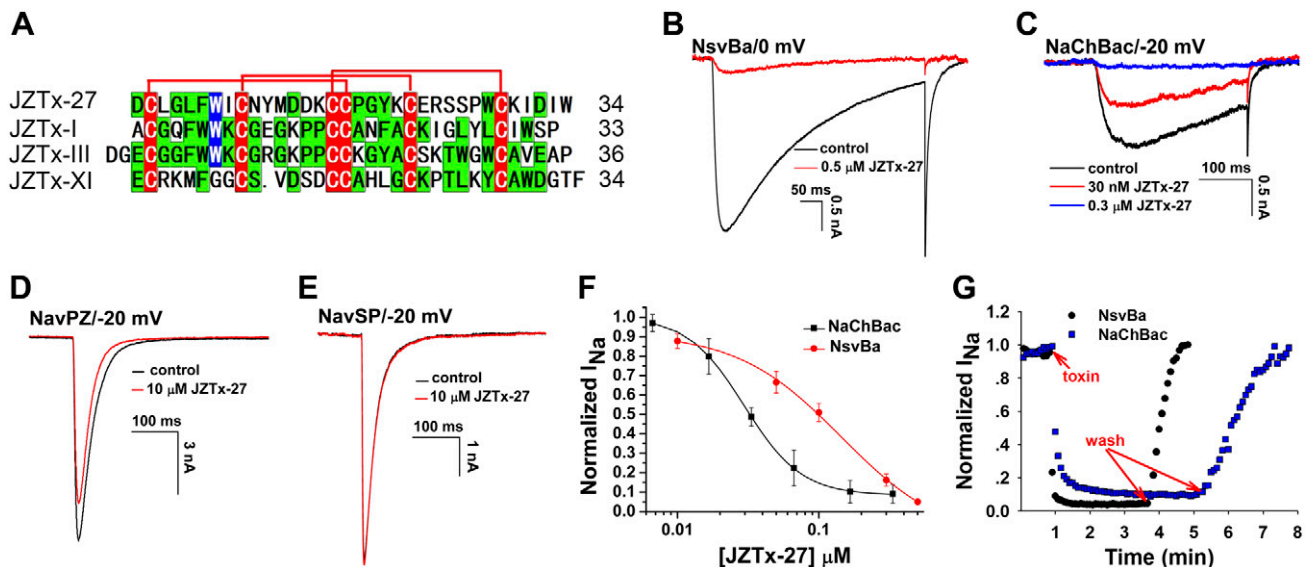 A
JZTx-27 DCLGLFWICNYMDDKCCPGYKCERSSPWCKIDIW 34
JZTx-I ACGQFWWKCGEGKPPCCANFACKIGLYLCIWSP 33
JZTx-III DGECGGFWWKCGRGKPPCCKGYACSKTWGWCAVEAP 36
JZTx-XI ECRKMFGGCS.VDSDCCAHLGCKPTLKYCAWDGTF 34
B
NsvBa/0 mV
control
0.5 μM JZTx-27
50 ms
0.5 nA
C
NaChBac/-20 mV
control
30 nM JZTx-27
0.3 μM JZTx-27
100 ms
0.5 nA
D
NavPZ/-20 mV
control
10 μM JZTx-27
100 ms
3 nA
E
NavSP/-20 mV
control
10 μM JZTx-27
100 ms
1 nA
F
NaChBac
NsvBa
Normalized INa
1.0
0.9
0.8
0.7
0.6
0.5
0.4
0.3
0.2
0.1
0.0
0.01
0.1
[JZTx-27] μM
G
NsvBa
NaChBac
toxin
wash
Normalized INa
1.2
1.0
.8
.6
.4
.2
0.0
0 1 2 3 4 5 6 7 8
Time (min)